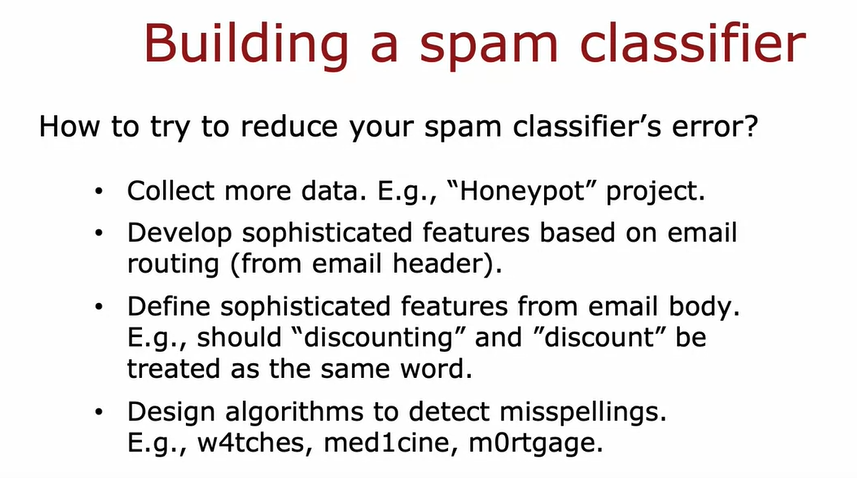 Building a spam classifier
How to try to reduce your spam classifier’s error?
• Collect more data. E.g., “Honeypot” project.
• Develop sophisticated features based on email
routing (from email header).
• Define sophisticated features from email body.
E.g., should “discounting” and ”discount” be
treated as the same word.
• Design algorithms to detect misspellings.
E.g., w4tches, med1cine, m0rtgage.